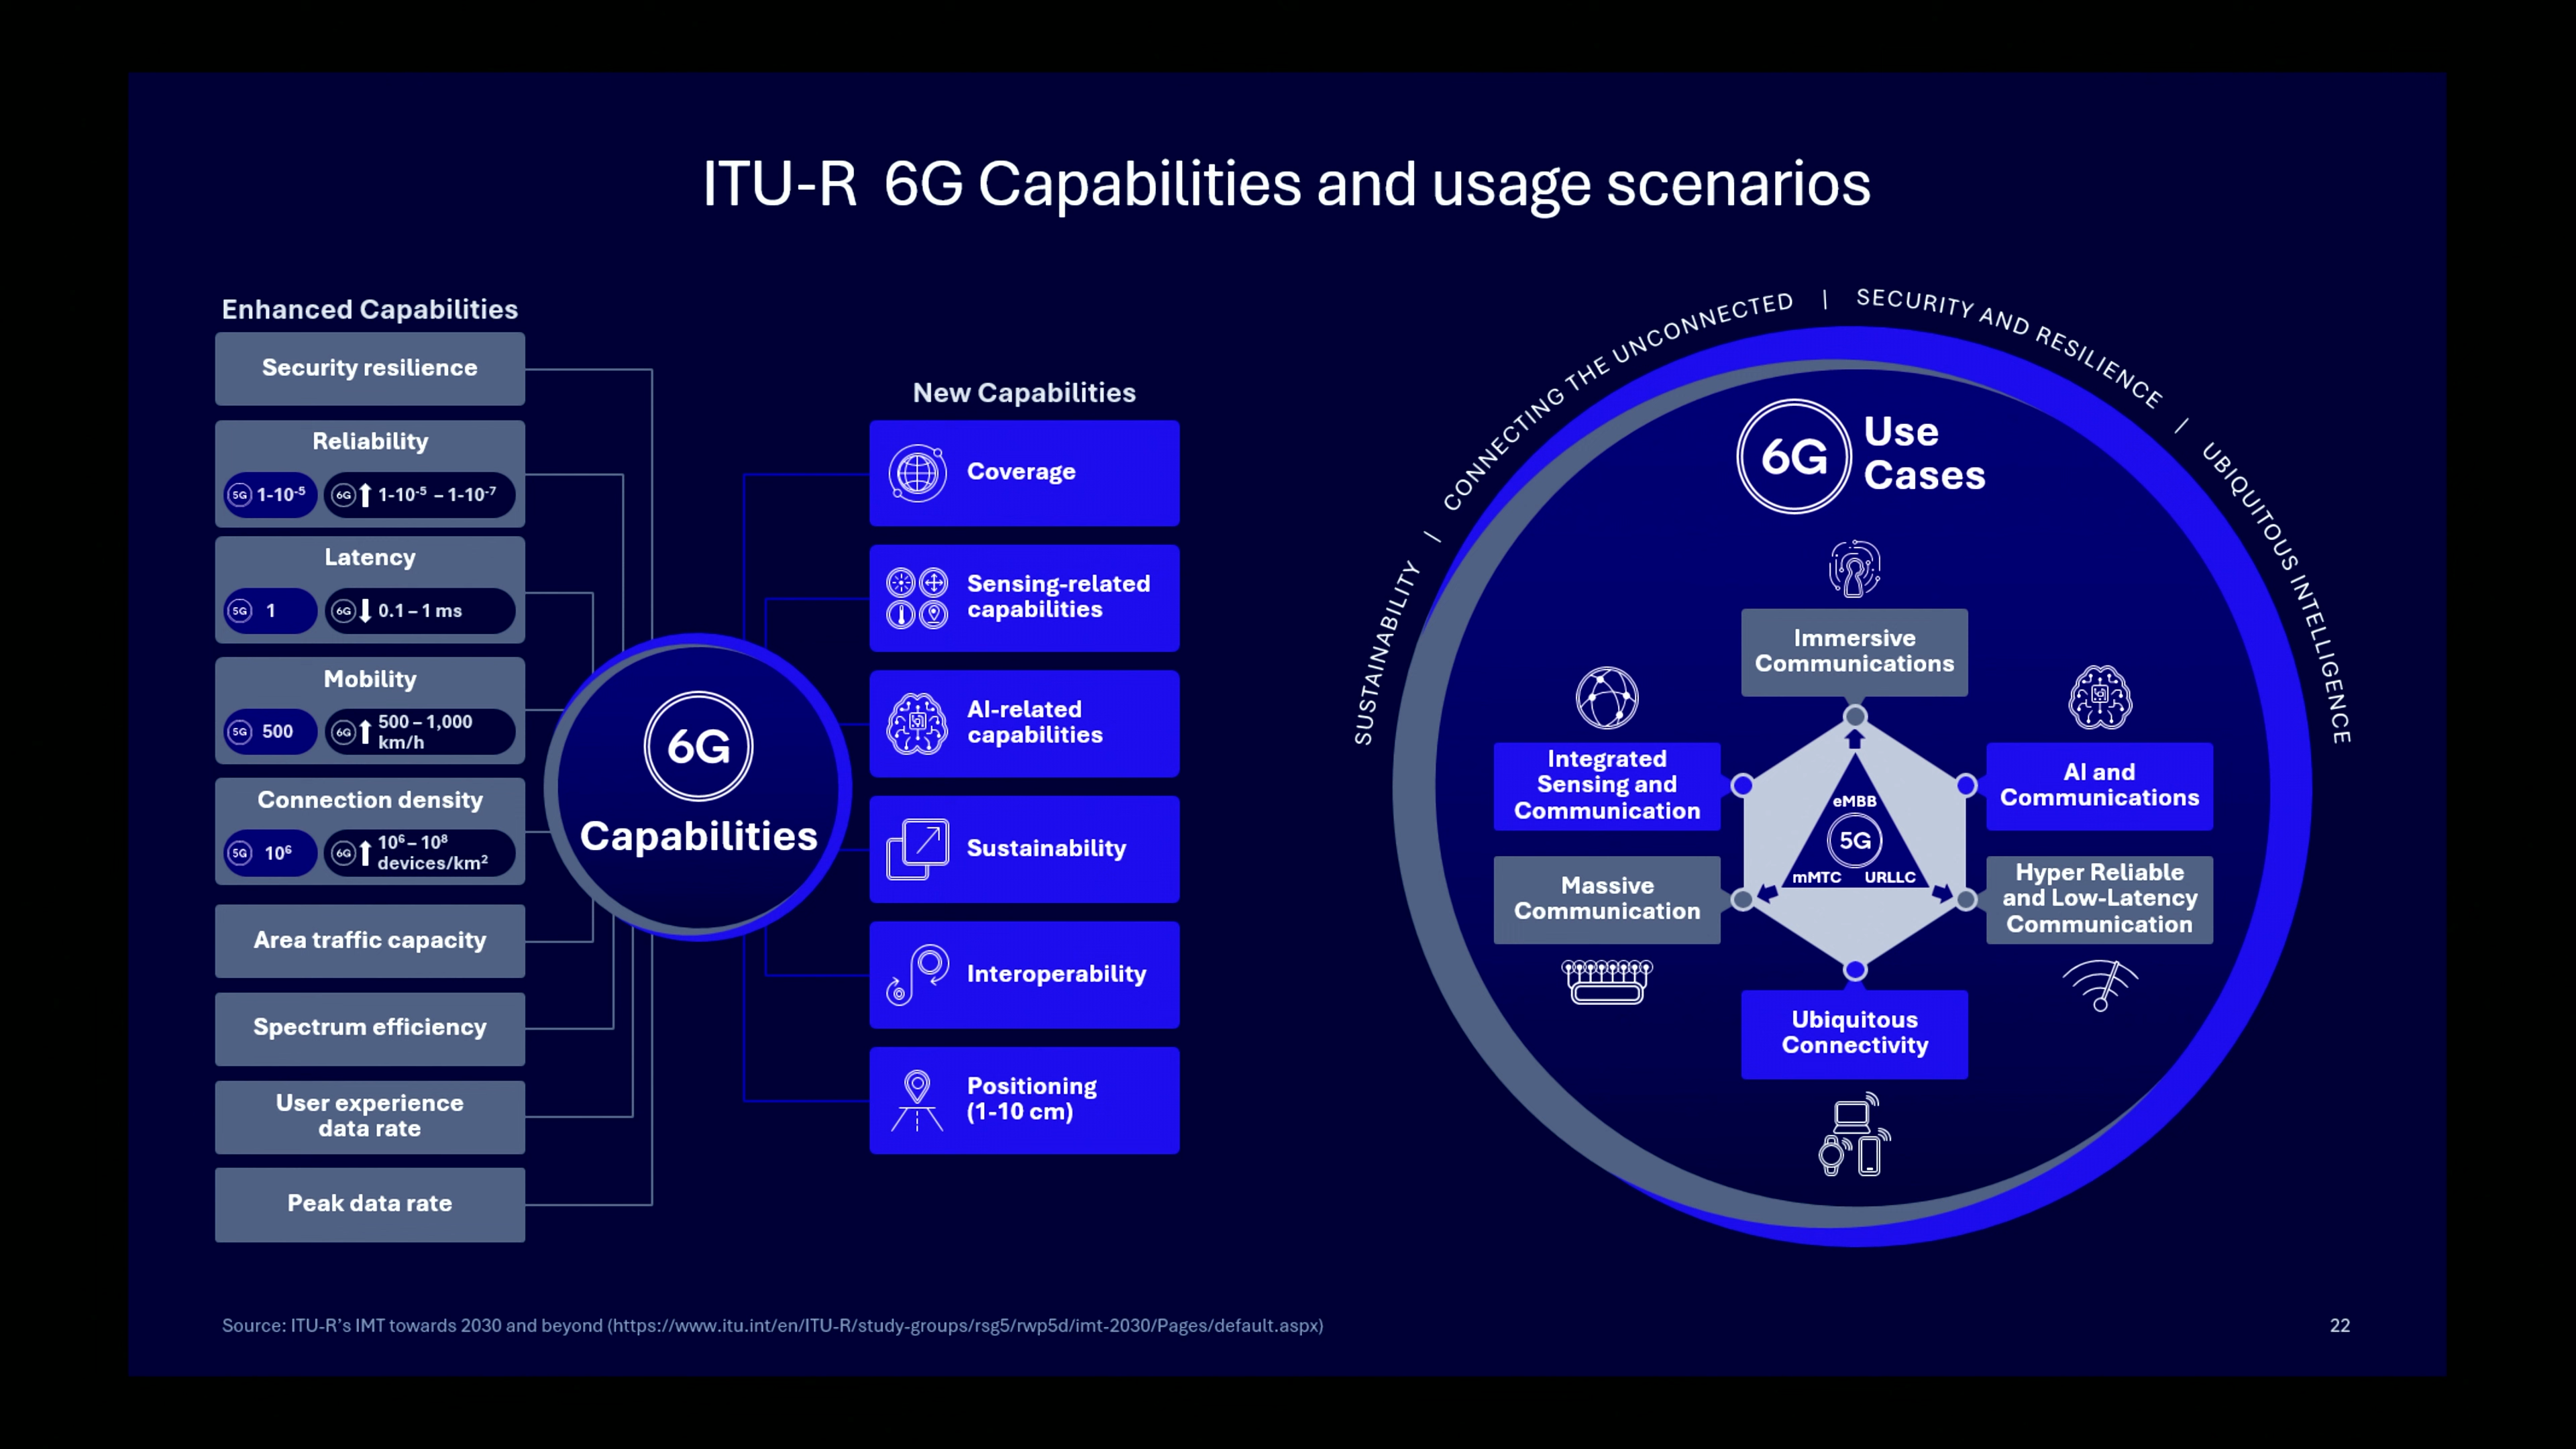 ITU-R 6G Capabilities and usage scenarios
Enhanced Capabilities
Security resilience
Reliability
5G 1-10⁻⁵ 6G 1-10⁻⁵ – 1-10⁻⁷
Latency
5G 1 6G 0.1 – 1 ms
Mobility
5G 500 6G 500 – 1,000
km/h
Connection density
5G 10⁶ 6G 10⁶ – 10⁸
devices/km²
Area traffic capacity
Spectrum efficiency
User experience
data rate
Peak data rate
6G
Capabilities
New Capabilities
Coverage
Sensing-related
capabilities
AI-related
capabilities
Sustainability
Interoperability
Positioning
(1-10 cm)
SUSTAINABILITY | CONNECTING THE UNCONNECTED | SECURITY AND RESILIENCE | UBIQUITOUS INTELLIGENCE
6G
Use
Cases
Immersive
Communications
Integrated
Sensing and
Communication
AI and
Communications
eMBB
5G
mMTC URLLC
Massive
Communication
Hyper Reliable
and Low-Latency
Communication
Ubiquitous
Connectivity
Source: ITU-R’s IMT towards 2030 and beyond (https://www.itu.int/en/ITU-R/study-groups/rsg5/rwp5d/imt-2030/Pages/default.aspx)
22